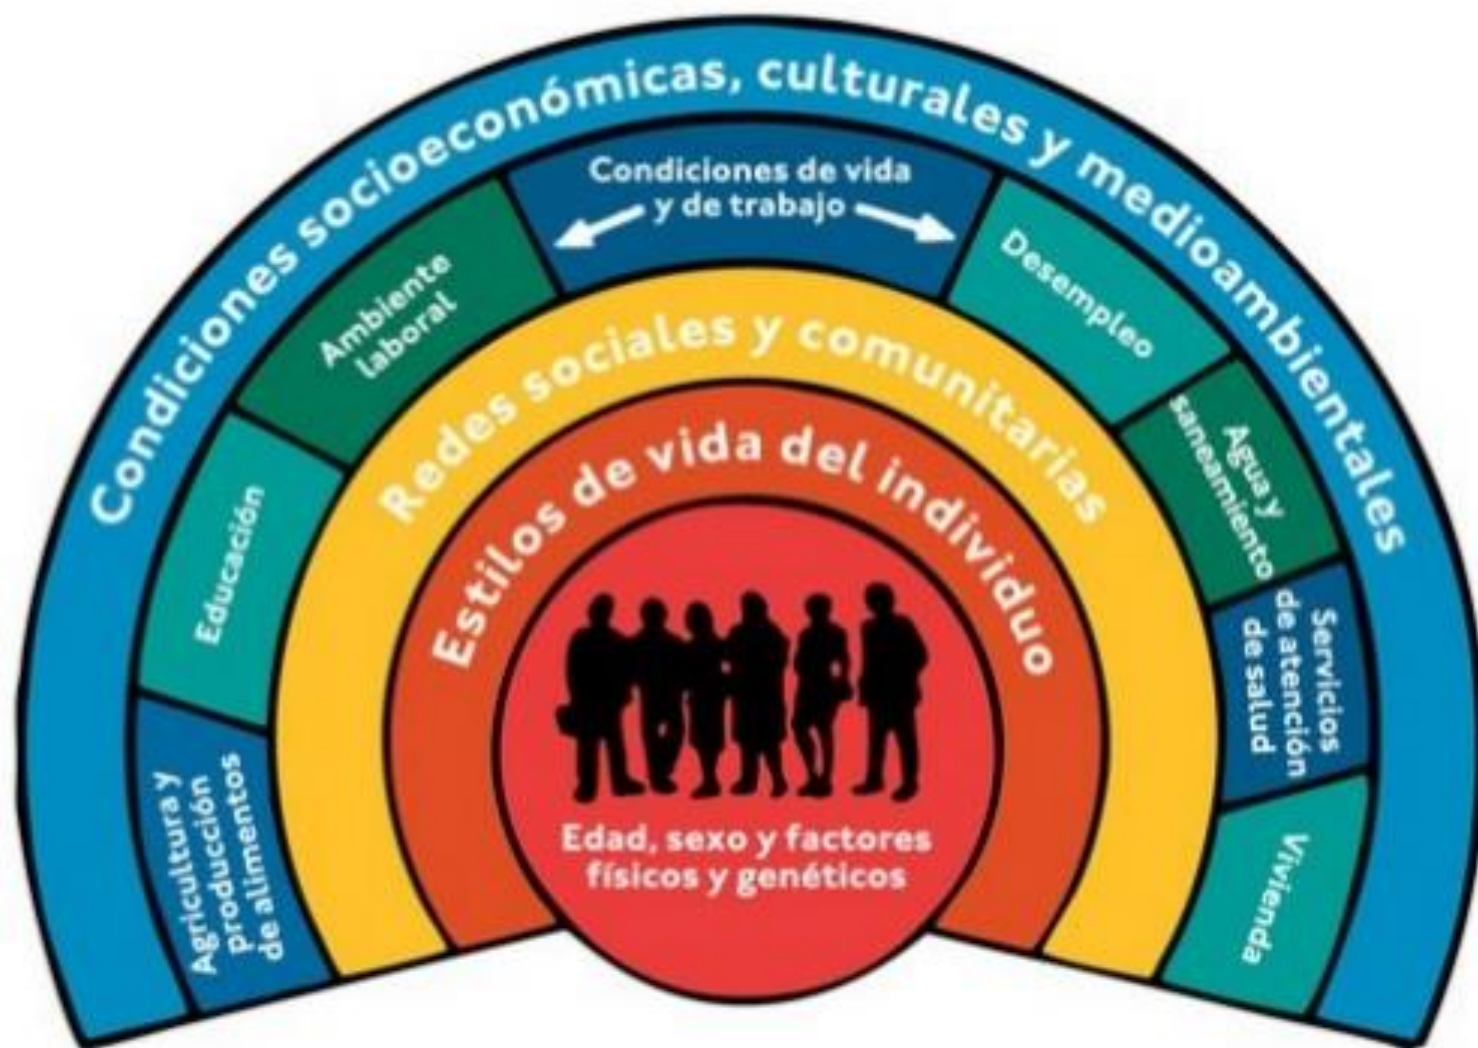 Condiciones socioeconómicas, culturales y medioambientales
Condiciones de vida
y de trabajo
Agricultura y
producción
de alimentos
Educación
Ambiente
laboral
Desempleo
Agua y
saneamiento
Servicios
de atención
de salud
Vivienda
Redes sociales y comunitarias
Estilos de vida del individuo
Edad, sexo y factores
físicos y genéticos